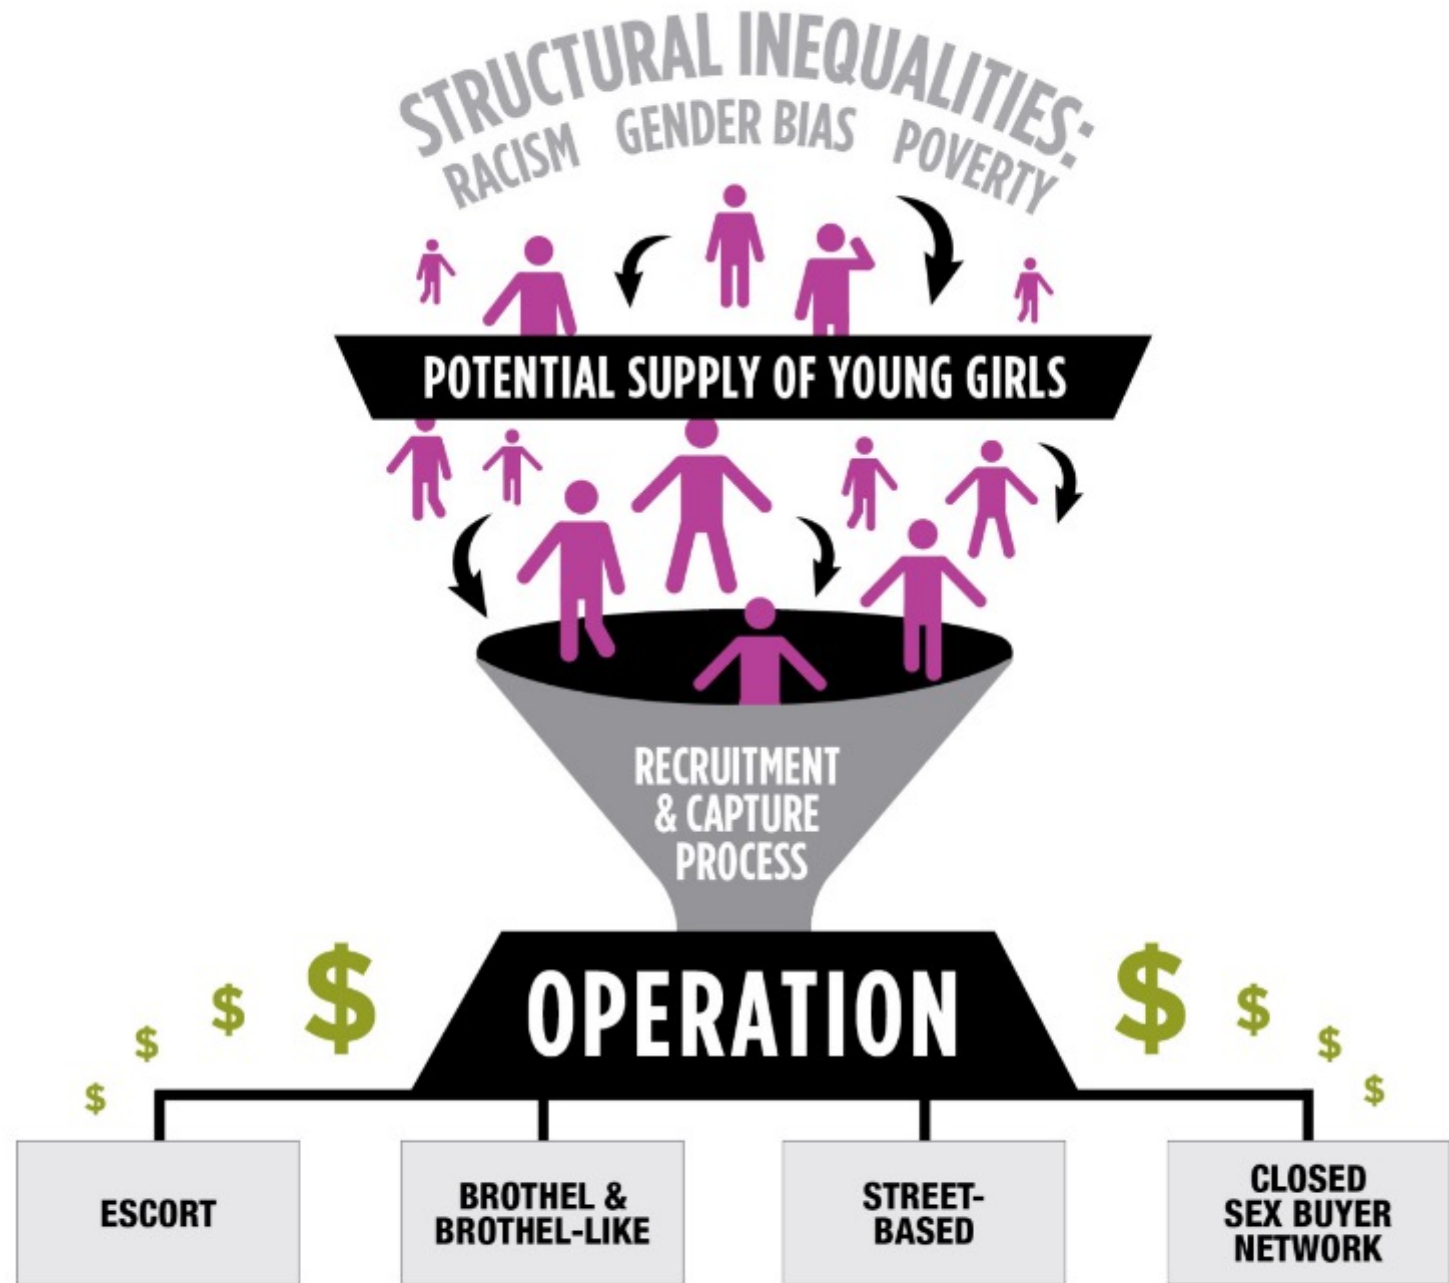 STRUCTURAL INEQUALITIES:
RACISM GENDER BIAS POVERTY
POTENTIAL SUPPLY OF YOUNG GIRLS
RECRUITMENT
& CAPTURE
PROCESS
$ $ $ $ OPERATION $ $ $ $
ESCORT
BROTHEL &
BROTHEL-LIKE
STREET-
BASED
CLOSED
SEX BUYER
NETWORK